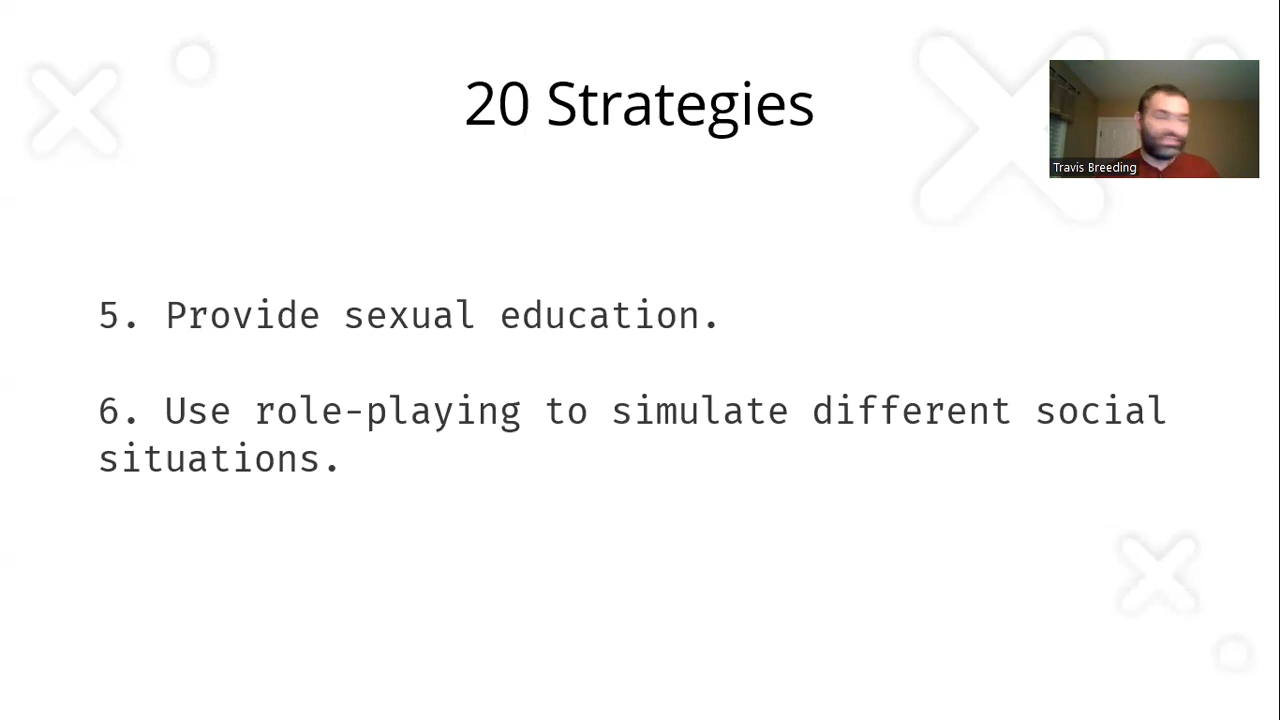 20 Strategies
Travis Breeding
5. Provide sexual education.
6. Use role-playing to simulate different social
situations.